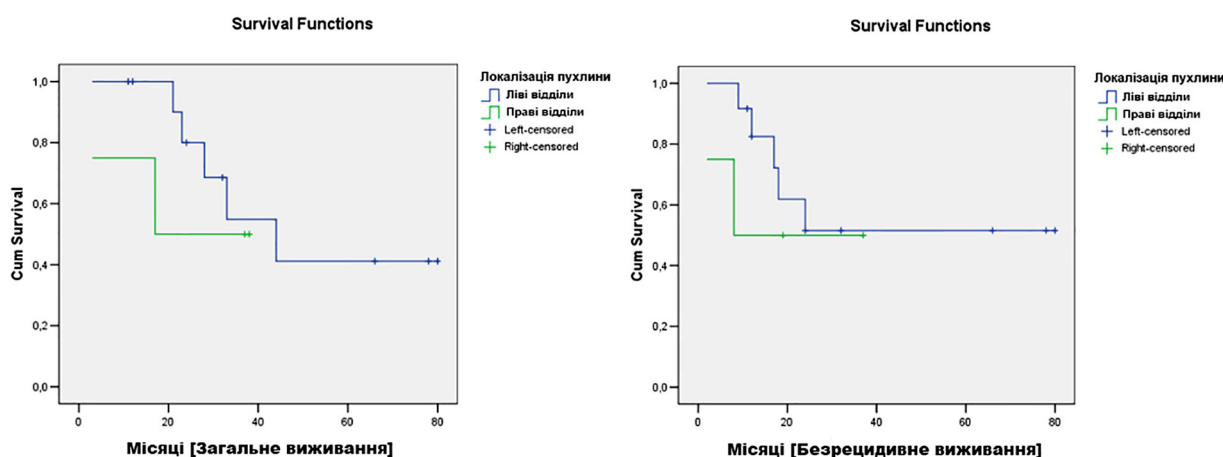 Survival Functions
Локалізація пухлини
Ліві відділи
Праві відділи
Left-censored
Right-censored
Cum Survival
1,0
0,8
0,6
0,4
0,2
0,0
0
20
40
60
80
Місяці [Загальне виживання]
Survival Functions
Локалізація пухлини
Ліві відділи
Праві відділи
Left-censored
Right-censored
Cum Survival
1,0
0,8
0,6
0,4
0,2
0,0
0
20
40
60
80
Місяці [Безрецидивне виживання]